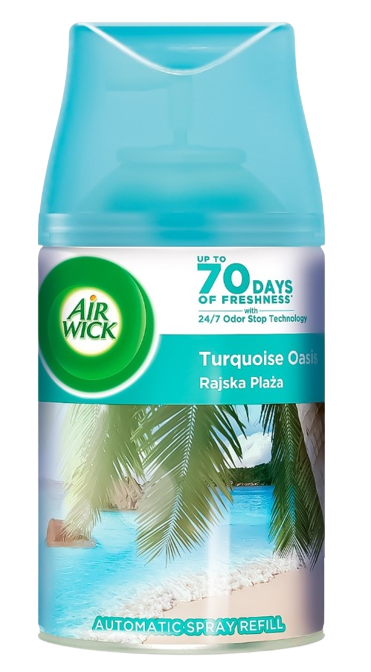 AIR
WICK
UP TO
70 DAYS
OF FRESHNESS*
with
24/7 Odor Stop Technology
Turquoise Oasis
Rajska Plaża
AUTOMATIC SPRAY REFILL